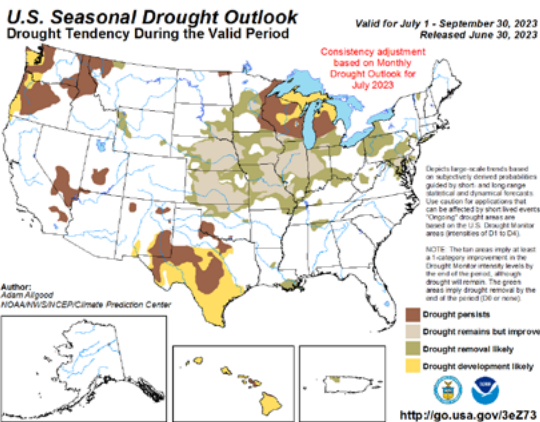 U.S. Seasonal Drought Outlook
Drought Tendency During the Valid Period
Valid for July 1 - September 30, 2023
Released June 30, 2023
Consistency adjustment
based on Monthly
Drought Outlook for
July 2023
Depicts large-scale trends based
on subjectively derived probabilities
guided by short- and long-range
statistical and dynamical forecasts.
Use caution for applications that
can be affected by short lived events.
"Ongoing" drought areas are
based on the U.S. Drought Monitor
areas (intensities of D1 to D4).
NOTE: The tan areas imply at least
a 1-category improvement in the
Drought Monitor intensity levels by
the end of the period, although
drought will remain. The green
areas imply drought removal by the
end of the period (D0 or none).
Author:
Adam Allgood
NOAA/NWS/NCEP/Climate Prediction Center
Drought persists
Drought remains but improve
Drought removal likely
Drought development likely
NOAA
http://go.usa.gov/3eZ73